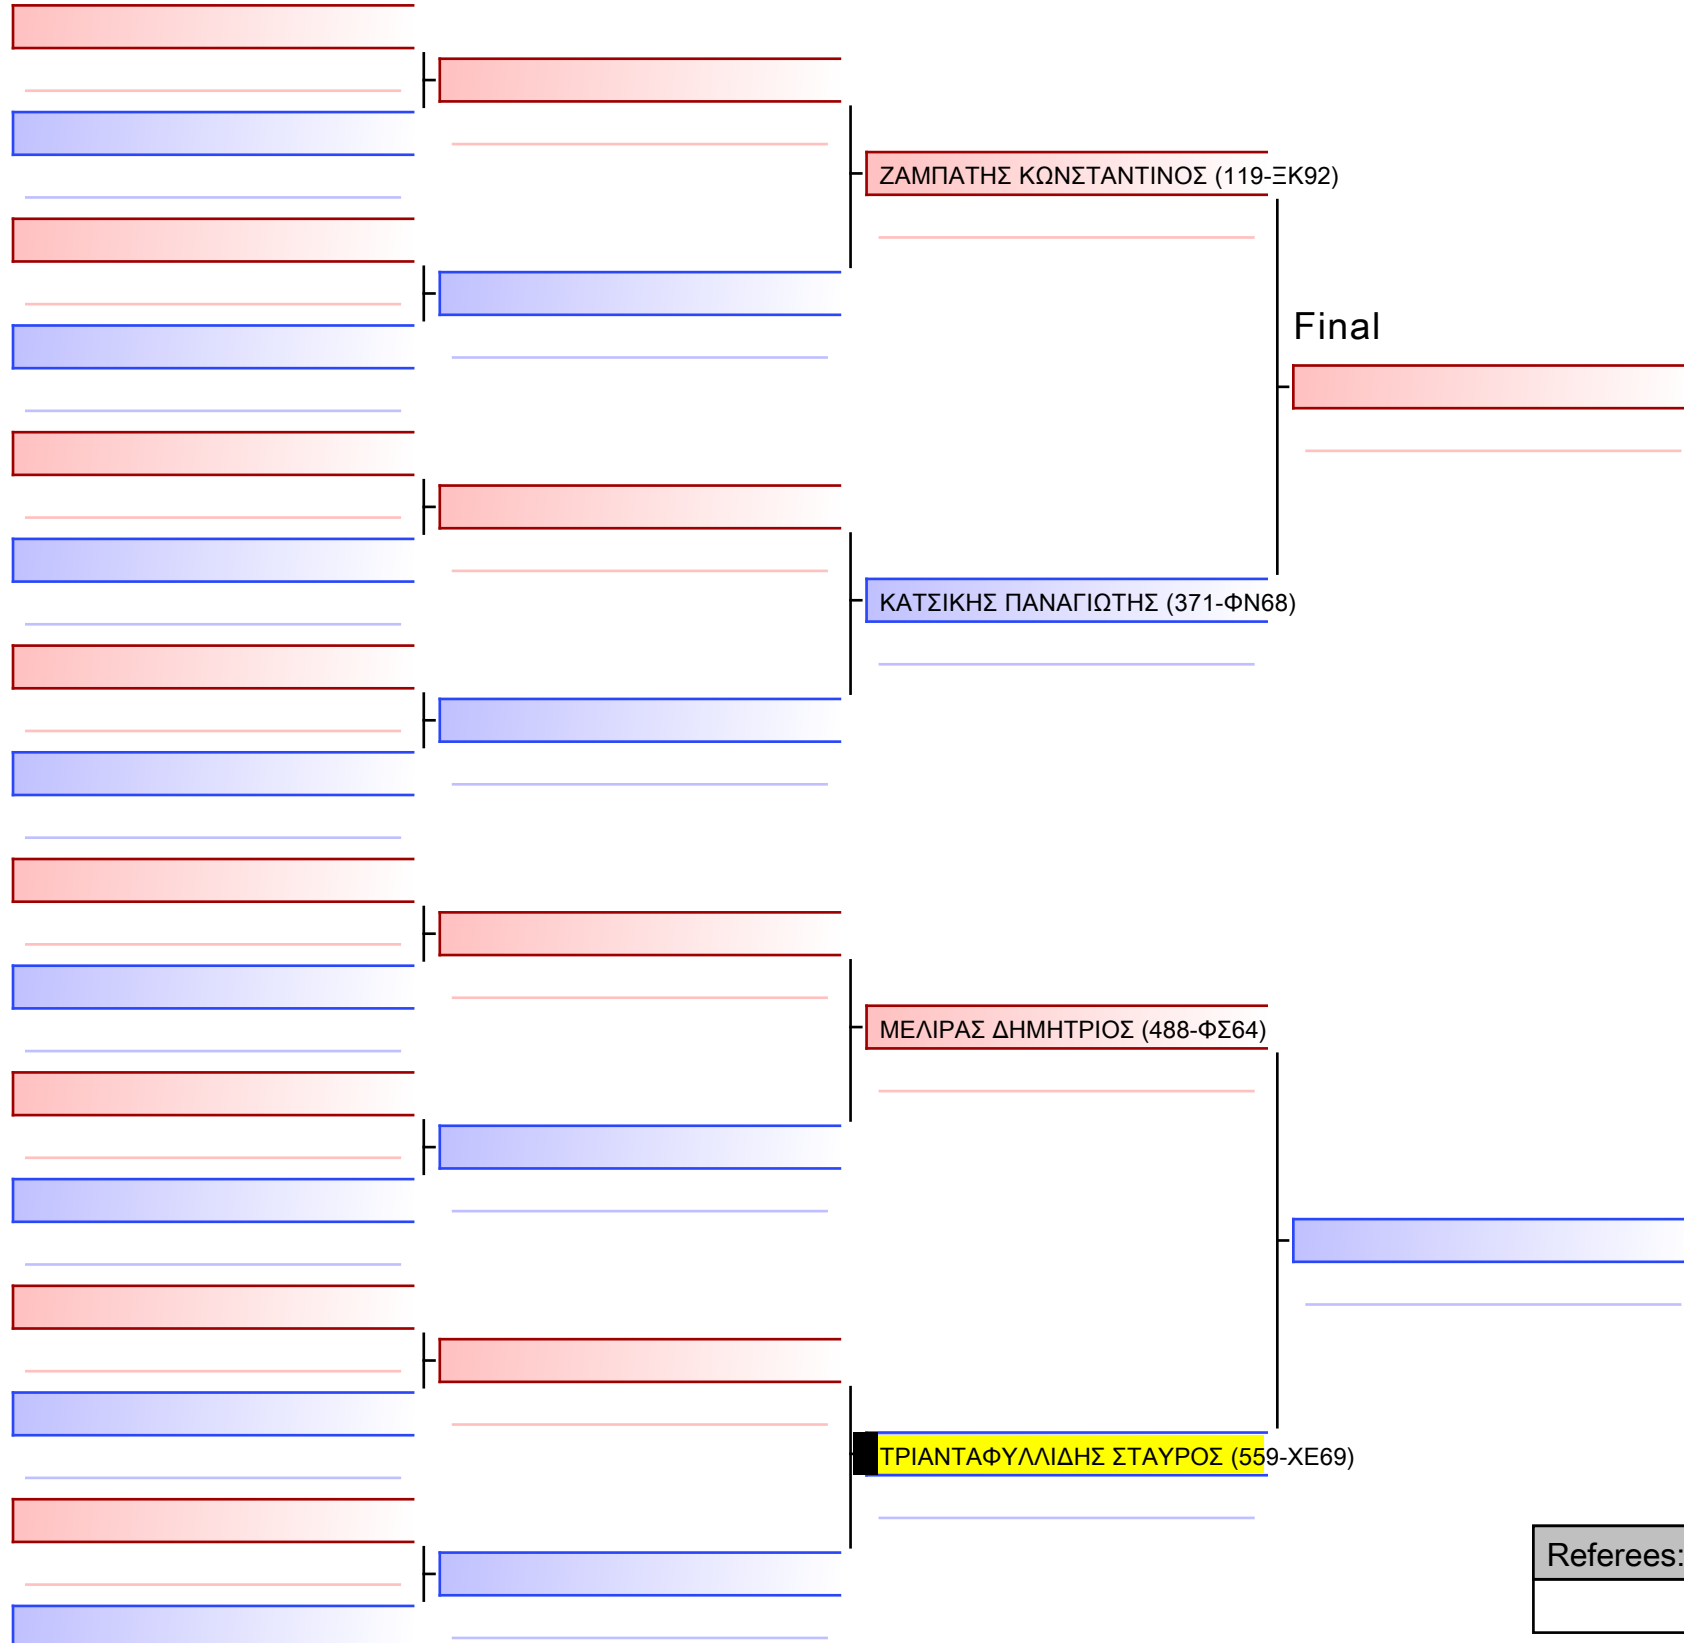 ΖΑΜΠΑΤΗΣ ΚΩΝΣΤΑΝΤΙΝΟΣ (119-ΞΚ92)
Final
ΚΑΤΣΙΚΗΣ ΠΑΝΑΓΙΩΤΗΣ (371-ΦΝ68)
ΜΕΛΙΡΑΣ ΔΗΜΗΤΡΙΟΣ (488-ΦΣ64)
ΤΡΙΑΝΤΑΦΥΛΛΙΔΗΣ ΣΤΑΥΡΟΣ (559-ΧΕ69)
Referees: